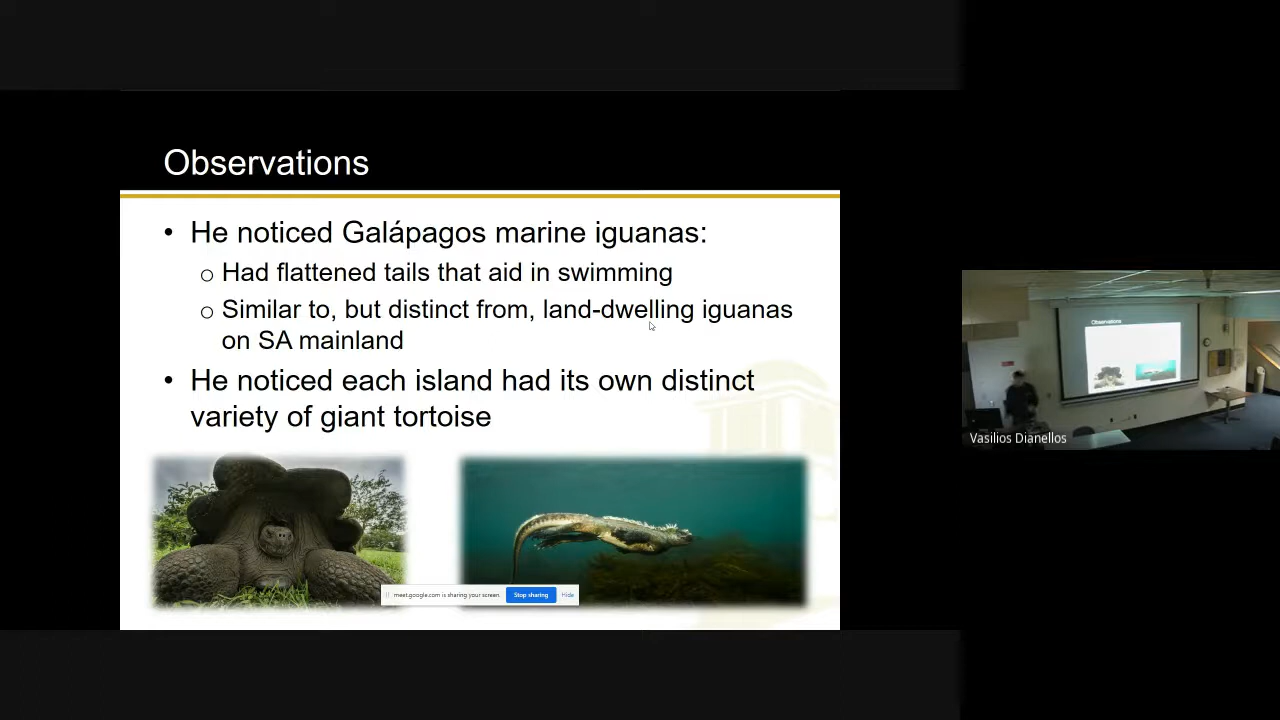 Observations
• He noticed Galápagos marine iguanas:
o Had flattened tails that aid in swimming
o Similar to, but distinct from, land-dwelling iguanas
on SA mainland
• He noticed each island had its own distinct
variety of giant tortoise
meet.google.com is sharing your screen.
Stop sharing
Hide
Observations
Vasilios Dianellos